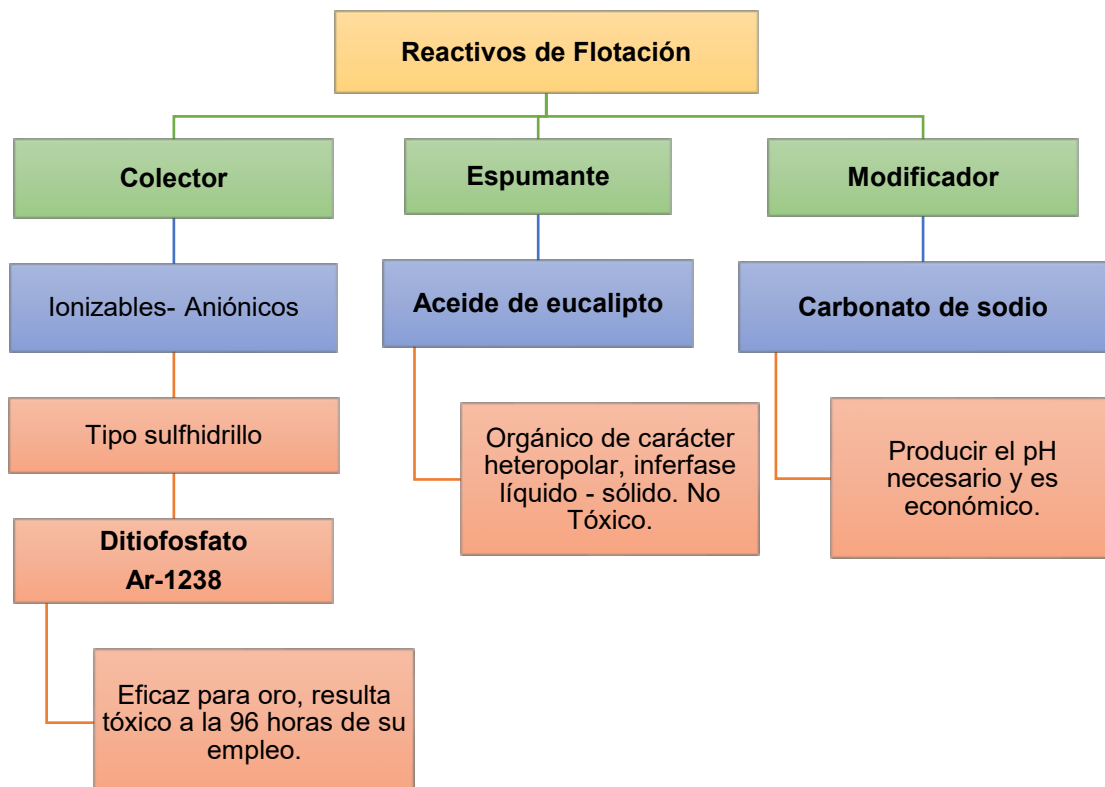 Reactivos de Flotación
Colector
Espumante
Modificador
Ionizables- Aniónicos
Aceide de eucalipto
Carbonato de sodio
Tipo sulfhidrillo
Orgánico de carácter
heteropolar, inferfase
líquido - sólido. No
Tóxico.
Producir el pH
necesario y es
económico.
Ditiofosfato
Ar-1238
Eficaz para oro, resulta
tóxico a la 96 horas de su
empleo.